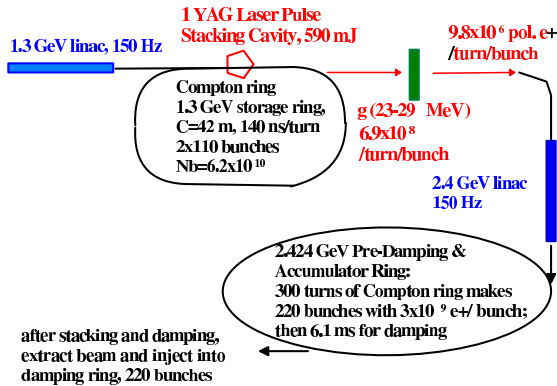 1 YAG Laser Pulse
Stacking Cavity, 590 mJ
1.3 GeV linac, 150 Hz
9.8x10 6 pol. e+
/turn/bunch
Compton ring
1.3 GeV storage ring,
C=42 m, 140 ns/turn
2x110 bunches
Nb=6.2x10 10
g (23-29 MeV)
6.9x10 8
/turn/bunch
2.4 GeV linac
150 Hz
2.424 GeV Pre-Damping &
Accumulator Ring:
300 turns of Compton ring makes
220 bunches with 3x10 9 e+/ bunch;
then 6.1 ms for damping
after stacking and damping,
extract beam and inject into
damping ring, 220 bunches